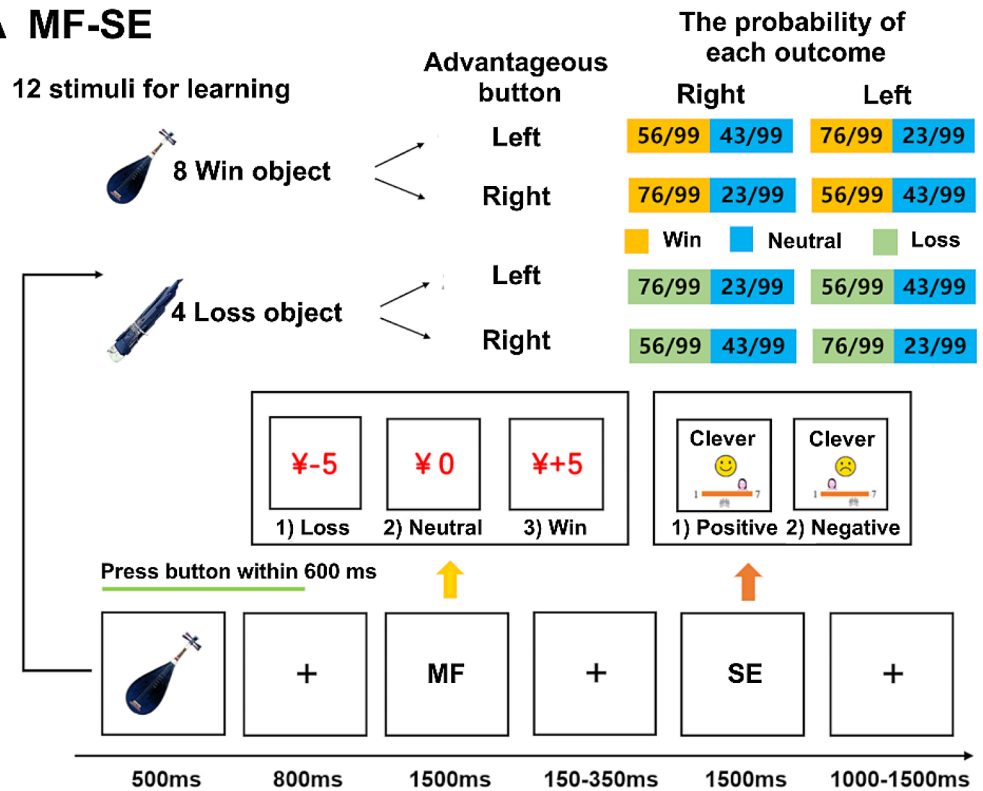 MF-SE
The probability of
each outcome
12 stimuli for learning
Advantageous
button
Right
Left
8 Win object
Left
56/99 43/99
76/99 23/99
Right
76/99 23/99
56/99 43/99
Win
Neutral
Loss
4 Loss object
Left
76/99 23/99
56/99 43/99
Right
56/99 43/99
76/99 23/99
¥-5
¥ 0
¥+5
1) Loss
2) Neutral
3) Win
Clever
1 7
Clever
1 7
1) Positive
2) Negative
Press button within 600 ms
+
MF
+
SE
+
500ms
800ms
1500ms
150-350ms
1500ms
1000-1500ms